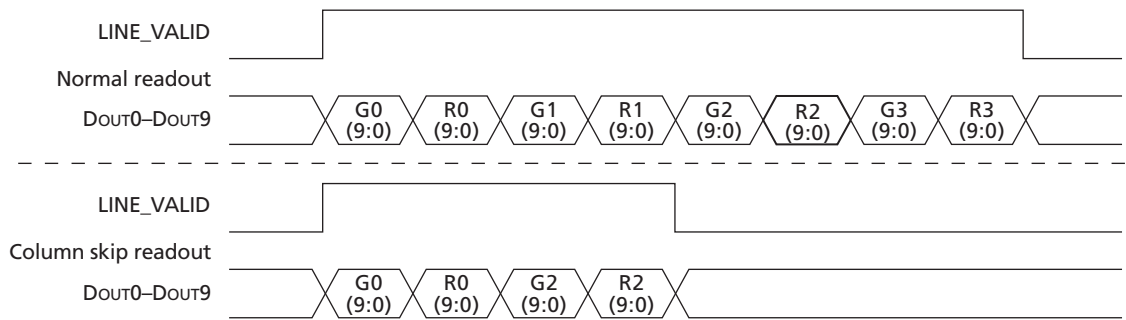 LINE_VALID
Normal readout
DOUT0–DOUT9
G0 R0 G1 R1 G2 R2 G3 R3
(9:0) (9:0) (9:0) (9:0) (9:0) (9:0) (9:0) (9:0)
LINE_VALID
Column skip readout
DOUT0–DOUT9
G0 R0 G2 R2
(9:0) (9:0) (9:0) (9:0)